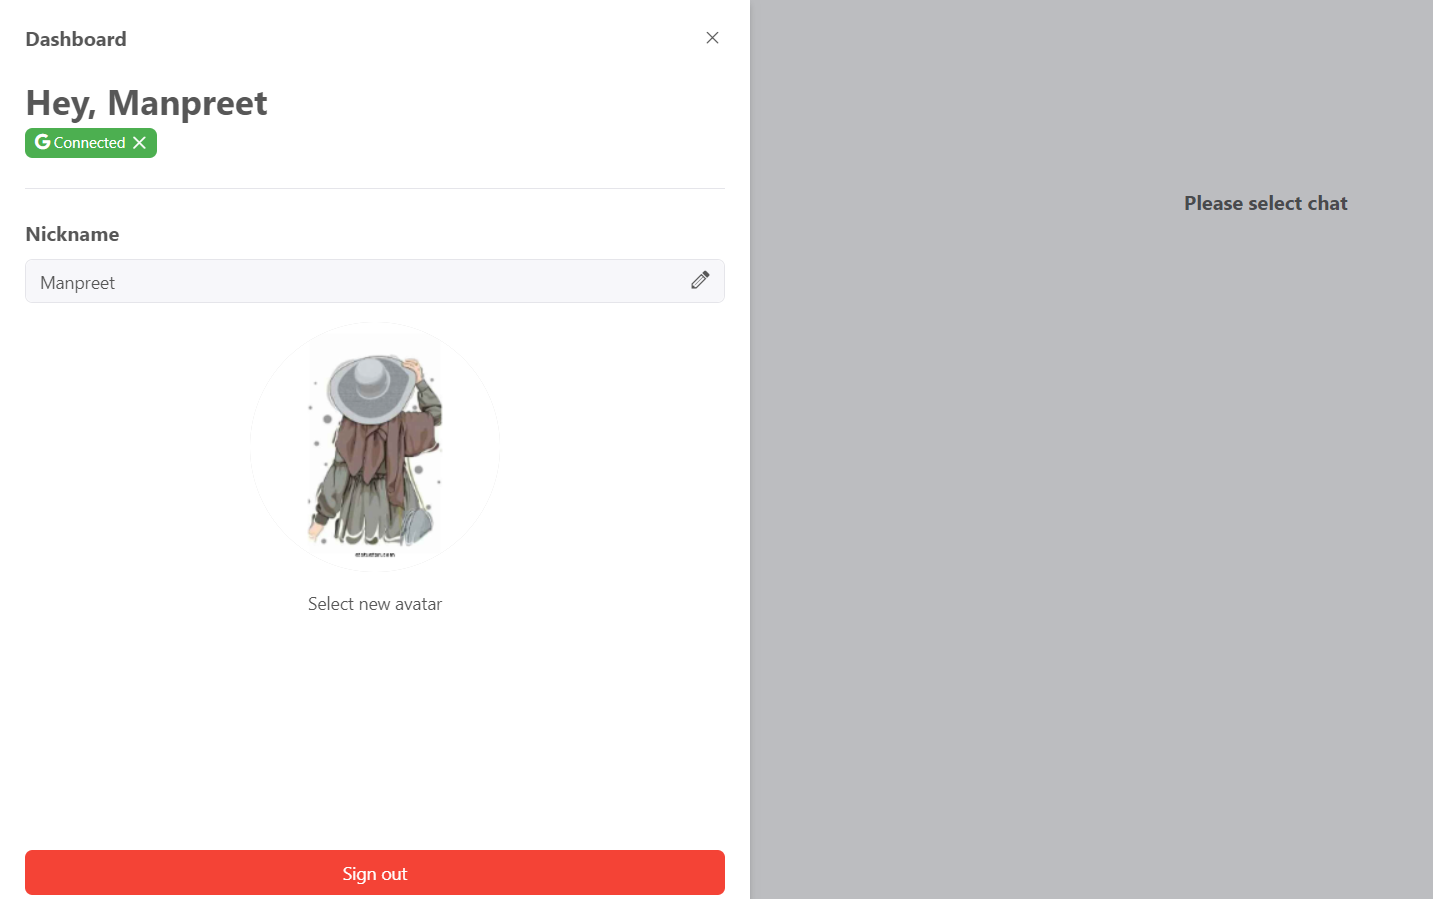 Dashboard
Hey, Manpreet
Connected
Nickname
Manpreet
Select new avatar
Sign out
Please select chat